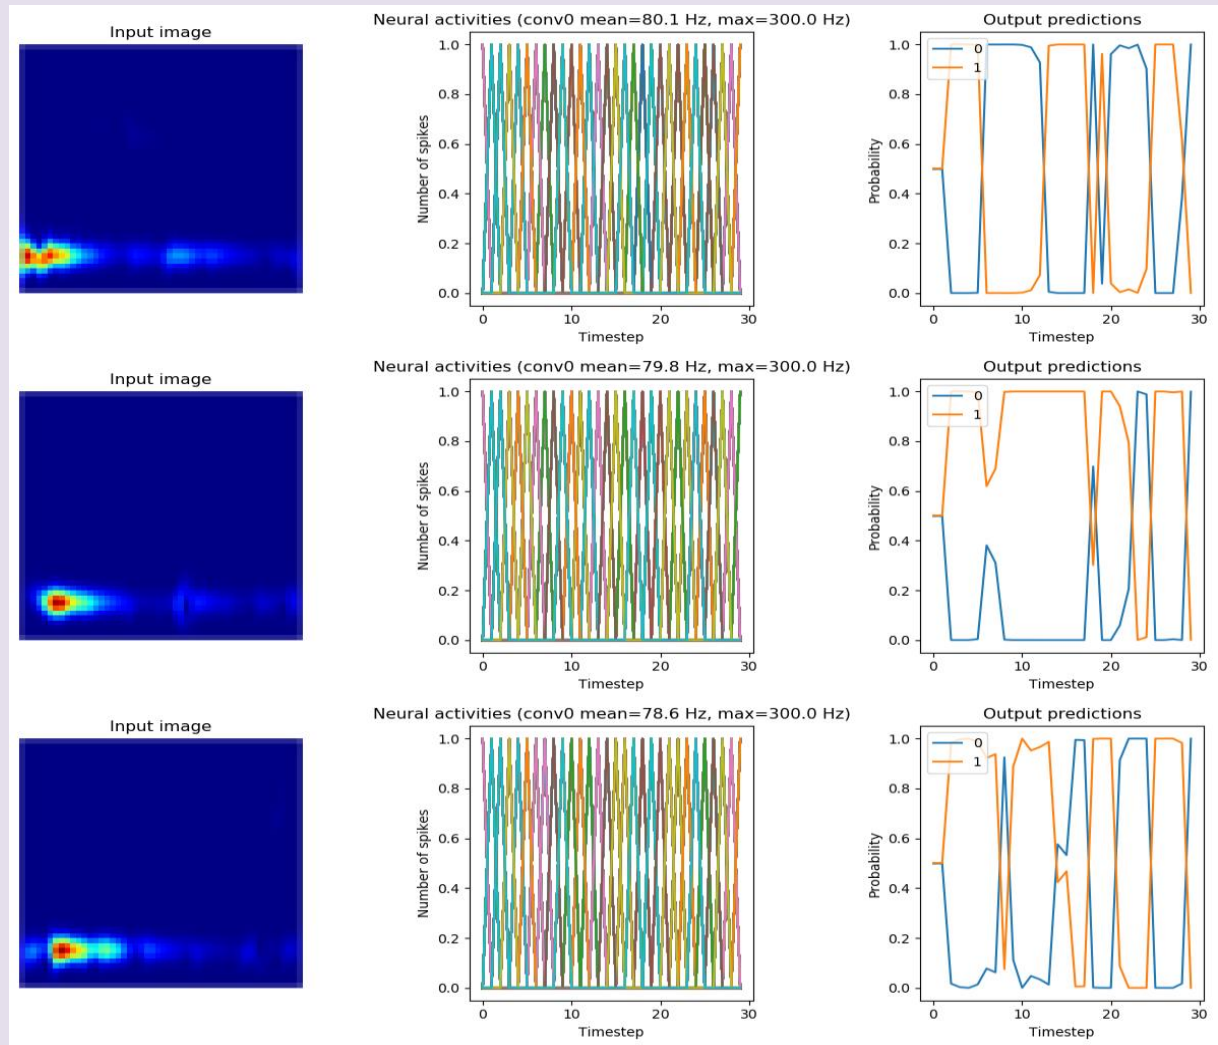 Input image
Neural activities (conv0 mean=80.1 Hz, max=300.0 Hz)
Output predictions
1.0
0.8
0.6
0.4
0.2
0.0
Number of spikes
0 10 20 30
Timestep
1.0
0.8
0.6
0.4
0.2
0.0
Probability
0
1
0 10 20 30
Timestep
Input image
Neural activities (conv0 mean=79.8 Hz, max=300.0 Hz)
Output predictions
1.0
0.8
0.6
0.4
0.2
0.0
Number of spikes
0 10 20 30
Timestep
1.0
0.8
0.6
0.4
0.2
0.0
Probability
0
1
0 10 20 30
Timestep
Input image
Neural activities (conv0 mean=78.6 Hz, max=300.0 Hz)
Output predictions
1.0
0.8
0.6
0.4
0.2
0.0
Number of spikes
0 10 20 30
Timestep
1.0
0.8
0.6
0.4
0.2
0.0
Probability
0
1
0 10 20 30
Timestep